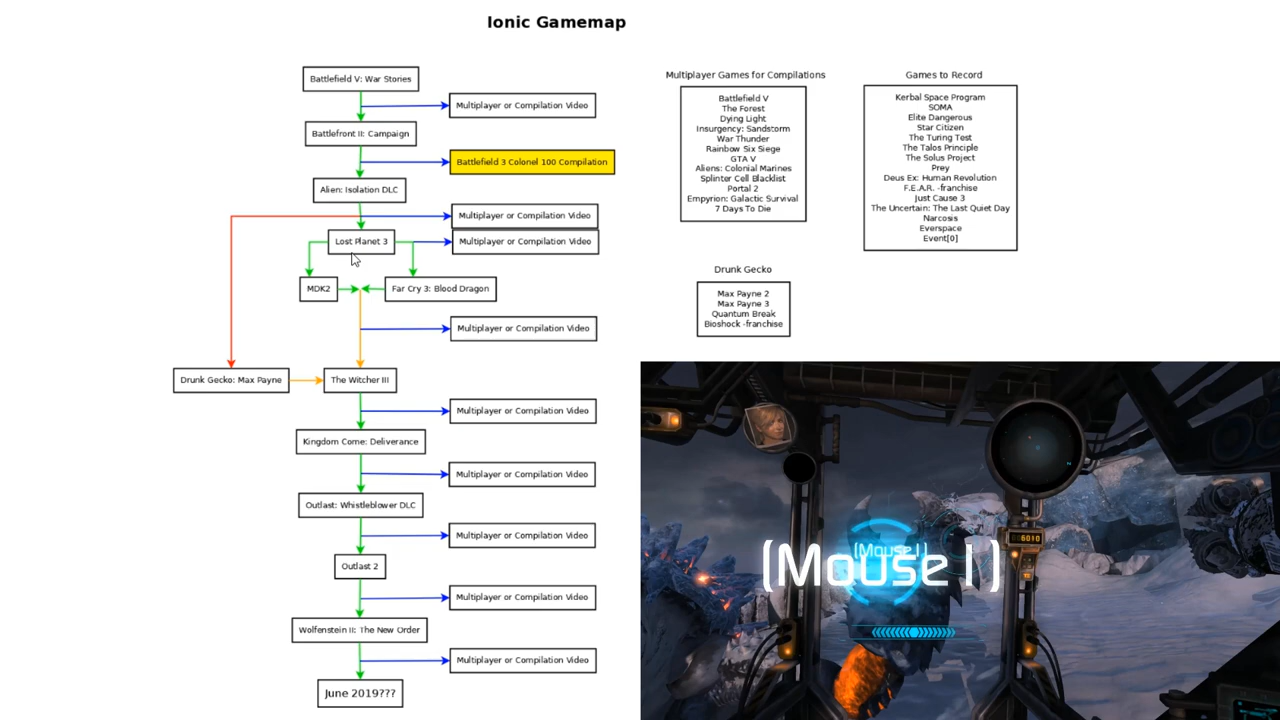 Ionic Gamemap
Battlefield V: War Stories
Multiplayer or Compilation Video
Battlefront II: Campaign
Battlefield 3 Colonel 100 Compilation
Alien: Isolation DLC
Multiplayer or Compilation Video
Lost Planet 3
Multiplayer or Compilation Video
MDK2
Far Cry 3: Blood Dragon
Multiplayer or Compilation Video
Drunk Gecko: Max Payne
The Witcher III
Multiplayer or Compilation Video
Kingdom Come: Deliverance
Multiplayer or Compilation Video
Outlast: Whistleblower DLC
Multiplayer or Compilation Video
Outlast 2
Multiplayer or Compilation Video
Wolfenstein II: The New Order
Multiplayer or Compilation Video
June 2019???
Multiplayer Games for Compilations
Battlefield V
The Forest
Dying Light
Insurgency: Sandstorm
War Thunder
Rainbow Six Siege
GTA V
Aliens: Colonial Marines
Splinter Cell Blacklist
Portal 2
Empyrion: Galactic Survival
7 Days To Die
Games to Record
Kerbal Space Program
SOMA
Elite Dangerous
Star Citizen
The Turing Test
The Talos Principle
The Solus Project
Prey
Deus Ex: Human Revolution
F.E.A.R. -franchise
Just Cause 3
The Uncertain: The Last Quiet Day
Narcosis
Everspace
Event[0]
Drunk Gecko
Max Payne 2
Max Payne 3
Quantum Break
Bioshock -franchise
(Mouse 1)
(Mouse 1)
6010